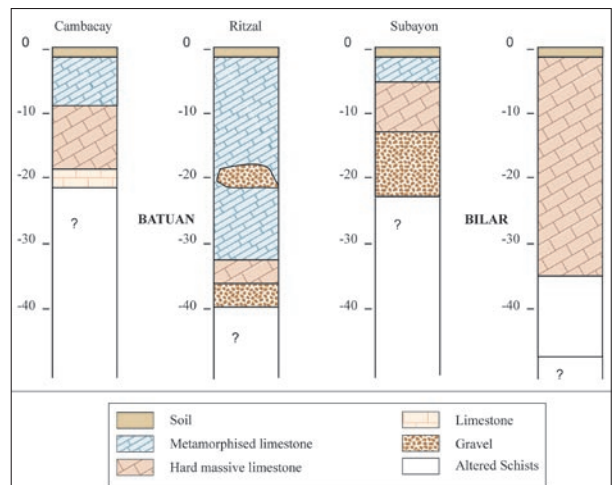 Cambacay Ritzal Subayon
0 0 0 0
-10 -10 -10 -10
-20 -20 -20 -20
? BATUAN ? BILAR
-30 -30 -30 -30
-40 -40 -40 -40
? ?
Soil Limestone
Metamorphised limestone Gravel
Hard massive limestone Altered Schists